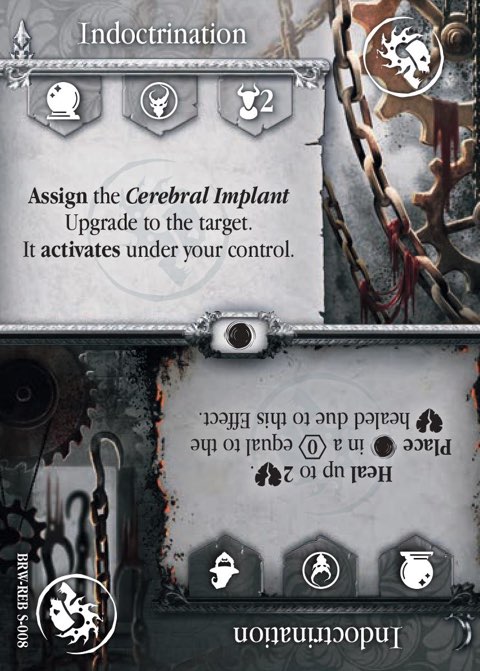 Indoctrination
2
Assign the Cerebral Implant
Upgrade to the target.
It activates under your control.
Indoctrination
Heal up to 2.
Place in a 0 equal to the
healed due to this Effect.
BRW-REB S-008